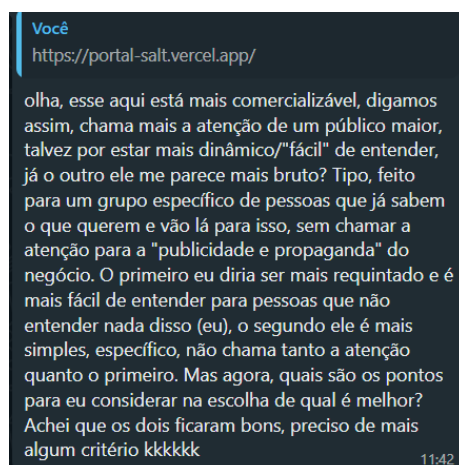 Você
https://portal-salt.vercel.app/
olha, esse aqui está mais comercializável, digamos
assim, chama mais a atenção de um público maior,
talvez por estar mais dinâmico/"fácil" de entender,
já o outro ele me parece mais bruto? Tipo, feito
para um grupo específico de pessoas que já sabem
o que querem e vão lá para isso, sem chamar a
atenção para a "publicidade e propaganda" do
negócio. O primeiro eu diria ser mais requintado e é
mais fácil de entender para pessoas que não
entender nada disso (eu), o segundo ele é mais
simples, específico, não chama tanto a atenção
quanto o primeiro. Mas agora, quais são os pontos
para eu considerar na escolha de qual é melhor?
Achei que os dois ficaram bons, preciso de mais
algum critério kkkkkk
11:42